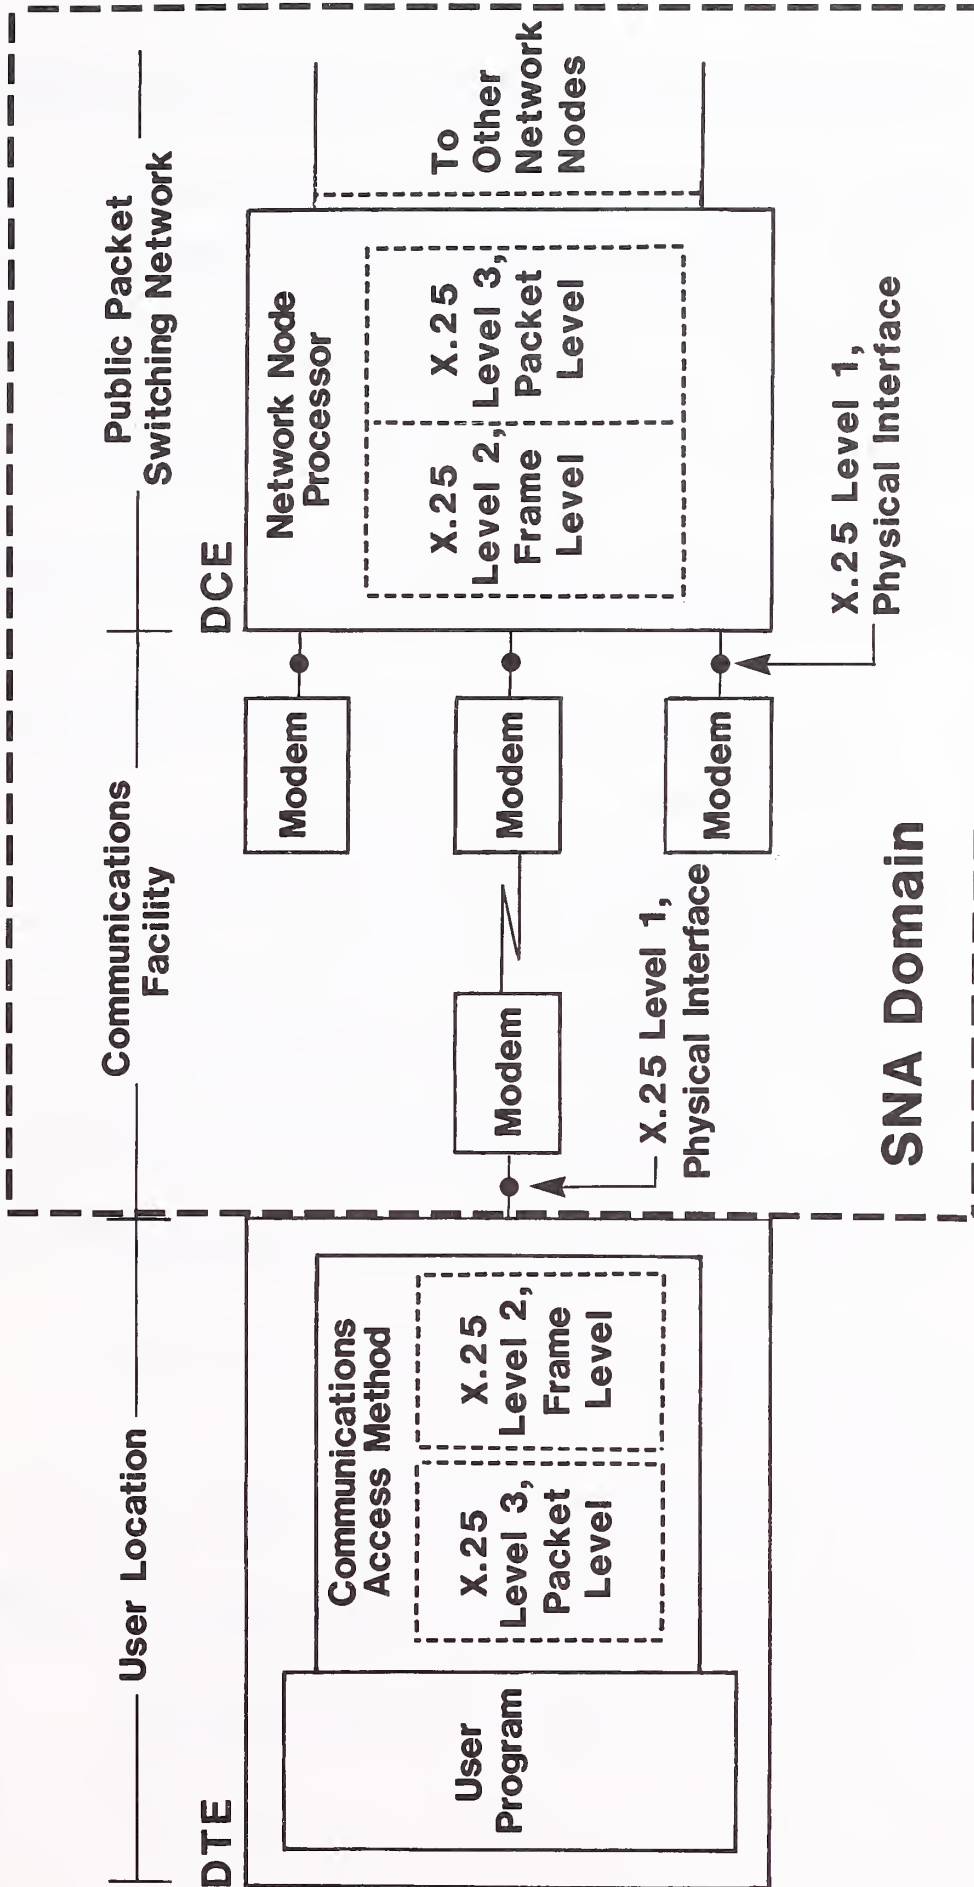 User Location
Communications
Facility
Public Packet
Switching Network
DTE
User
Program
Communications
Access Method
X.25
Level 3,
Packet
Level
X.25
Level 2,
Frame
Level
Modem
X.25 Level 1,
Physical Interface
Modem
Modem
Modem
DCE
Network Node
Processor
X.25
Level 2,
Frame
Level
X.25
Level 3,
Packet
Level
To
Other
Network
Nodes
X.25 Level 1,
Physical Interface
SNA Domain